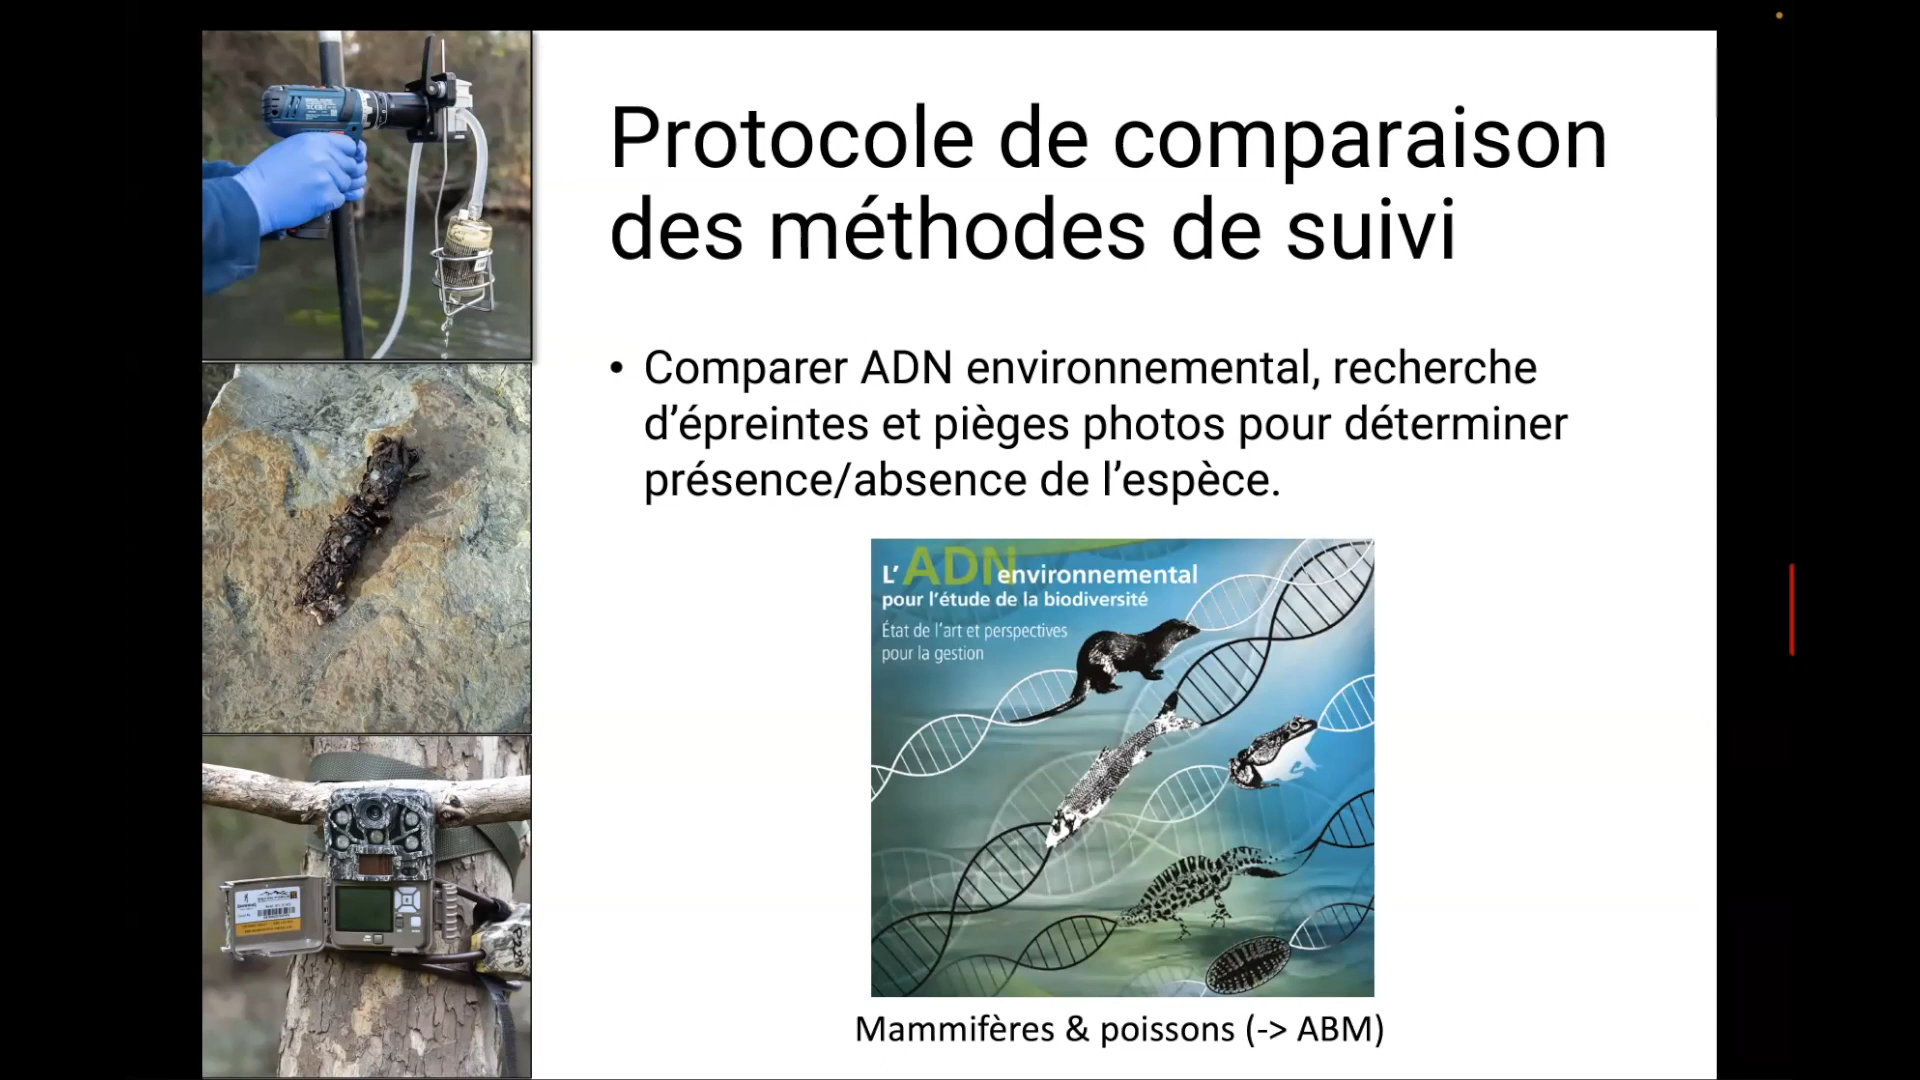 Protocole de comparaison
des méthodes de suivi
• Comparer ADN environnemental, recherche
d’épreintes et pièges photos pour déterminer
présence/absence de l’espèce.
L’ADN environnemental
pour l’étude de la biodiversité
État de l’art et perspectives
pour la gestion
Mammifères & poissons (-> ABM)